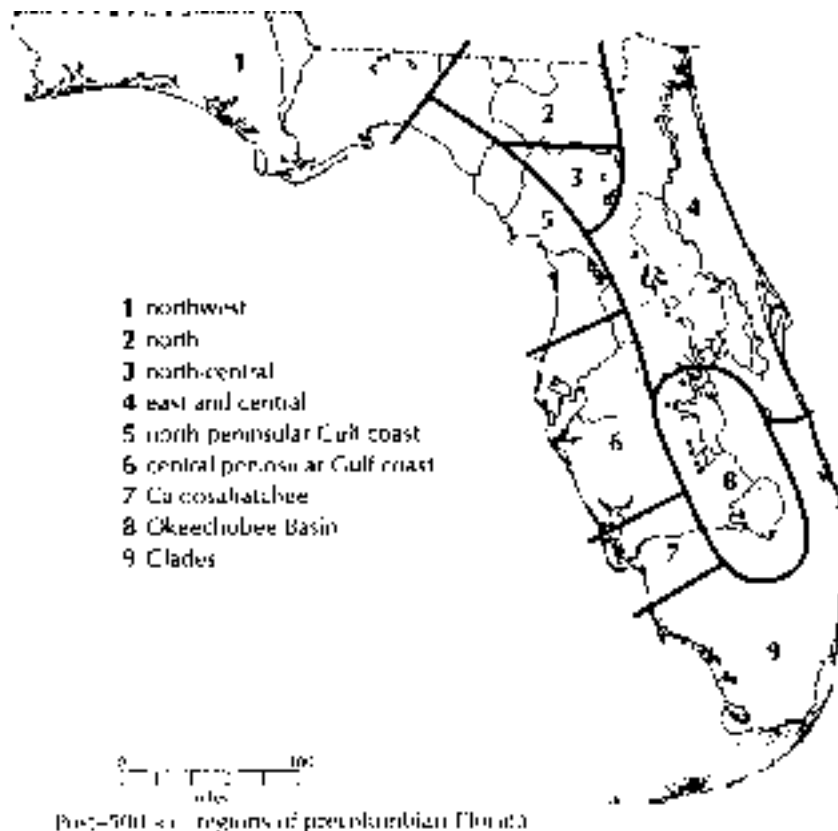 1
2
3
4
5
6
7
8
9
1 northwest
2 north
3 north-central
4 east and central
5 north peninsular Gulf coast
6 central peninsular Gulf coast
7 Caloosahatchee
8 Okeechobee Basin
9 Glades
0 100
miles
regions of precolumbian Florida